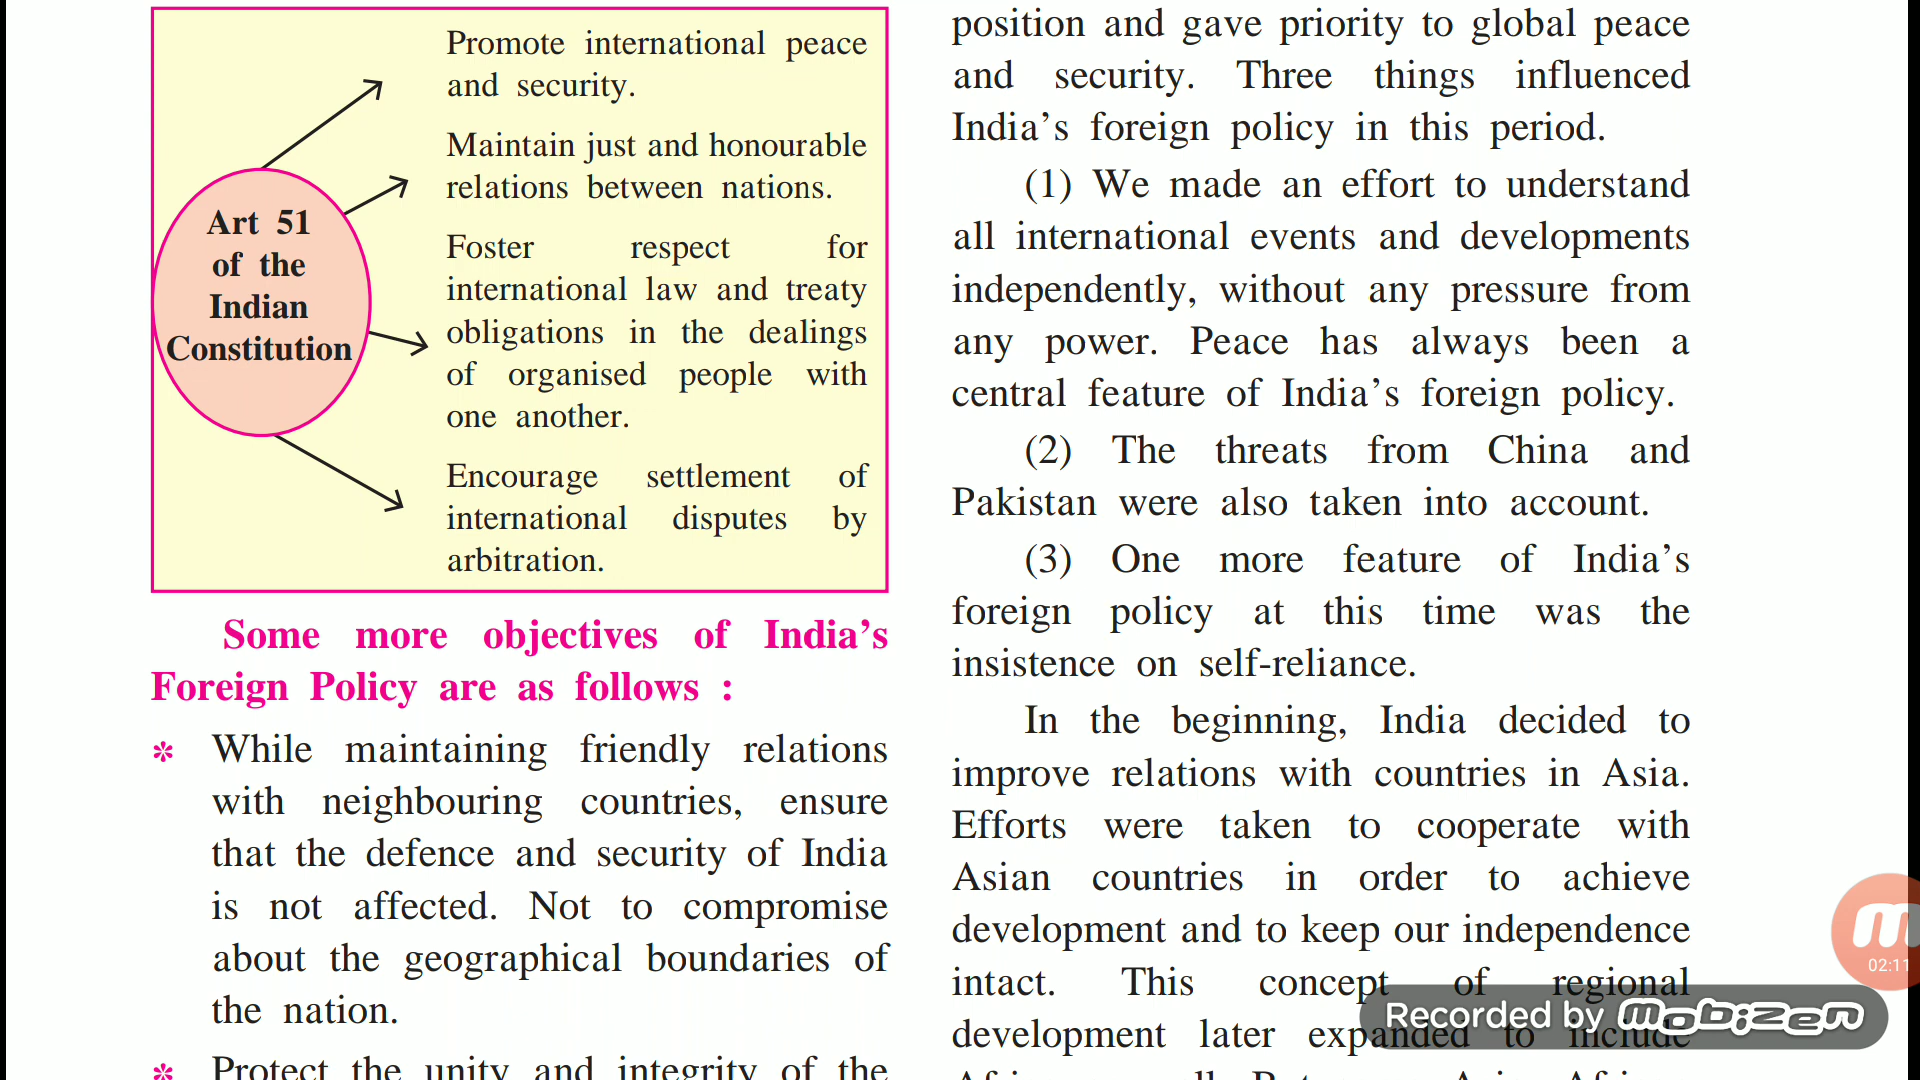 Promote international peace
and security.
Maintain just and honourable
relations between nations.
Foster respect for
international law and treaty
obligations in the dealings
of organised people with
one another.
Encourage settlement of
international disputes by
arbitration.
Art 51
of the
Indian
Constitution
Some more objectives of India's
Foreign Policy are as follows :
* While maintaining friendly relations
with neighbouring countries, ensure
that the defence and security of India
is not affected. Not to compromise
about the geographical boundaries of
the nation.
* Protect the unity and integrity of the
position and gave priority to global peace
and security. Three things influenced
India's foreign policy in this period.
(1) We made an effort to understand
all international events and developments
independently, without any pressure from
any power. Peace has always been a
central feature of India's foreign policy.
(2) The threats from China and
Pakistan were also taken into account.
(3) One more feature of India's
foreign policy at this time was the
insistence on self-reliance.
In the beginning, India decided to
improve relations with countries in Asia.
Efforts were taken to cooperate with
Asian countries in order to achieve
development and to keep our independence
intact. This concept of regional
development later expanded to include
02:11
Recorded by mobizen